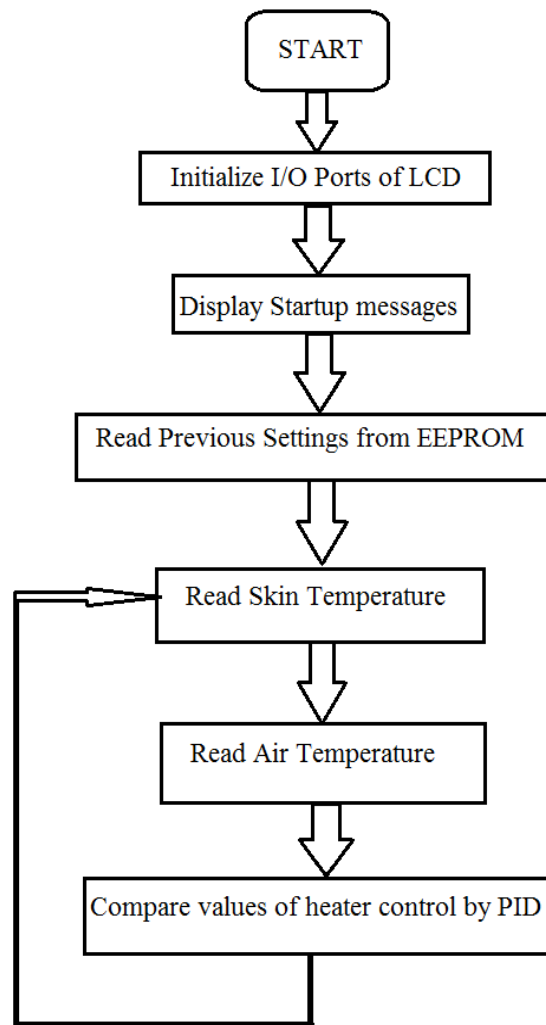 START
Initialize I/O Ports of LCD
Display Startup messages
Read Previous Settings from EEPROM
Read Skin Temperature
Read Air Temperature
Compare values of heater control by PID